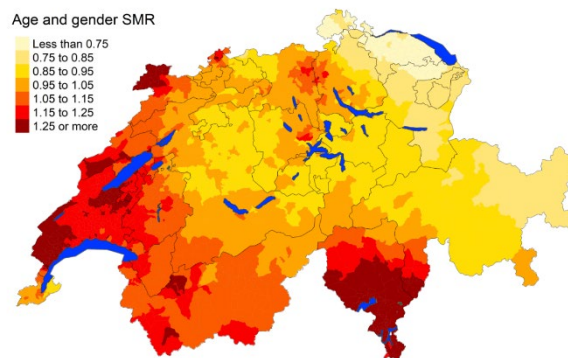 Age and gender SMR
Less than 0.75
0.75 to 0.85
0.85 to 0.95
0.95 to 1.05
1.05 to 1.15
1.15 to 1.25
1.25 or more